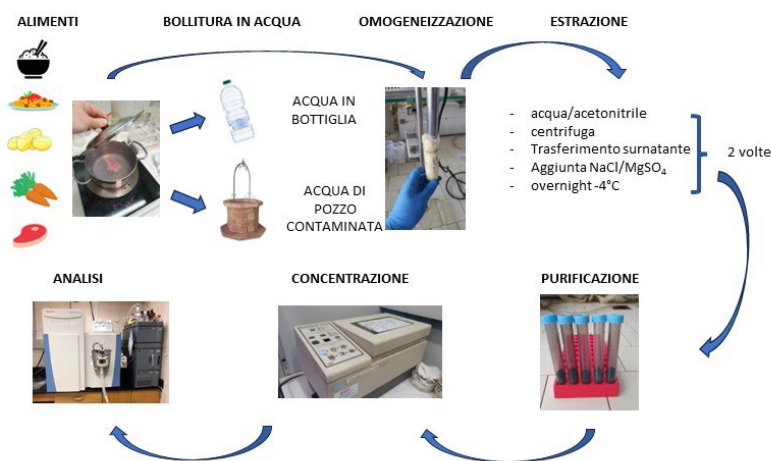 ALIMENTI
BOLLITURA IN ACQUA
OMOGENEIZZAZIONE
ESTRAZIONE
ACQUA IN
BOTTIGLIA
ACQUA DI
POZZO
CONTAMINATA
- acqua/acetonitrile
- centrifuga
- Trasferimento surnatante
- Aggiunta NaCl/MgSO₄
- overnight -4°C
2 volte
ANALISI
CONCENTRAZIONE
PURIFICAZIONE